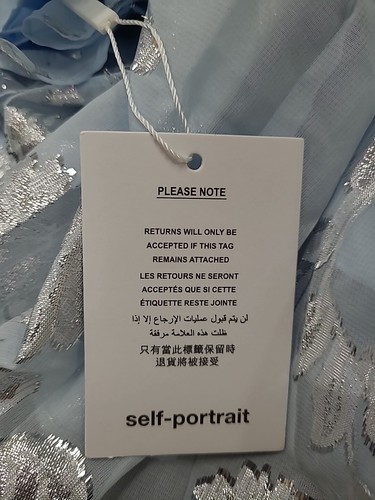 PLEASE NOTE
RETURNS WILL ONLY BE
ACCEPTED IF THIS TAG
REMAINS ATTACHED
LES RETOURS NE SERONT
ACCEPTÉS QUE SI CETTE
ÉTIQUETTE RESTE JOINTE
لن يتم قبول عمليات الإرجاع إلا إذا
ظلت هذه العلامة مرفقة
只有當此標籤保留時
退貨將被接受
self-portrait